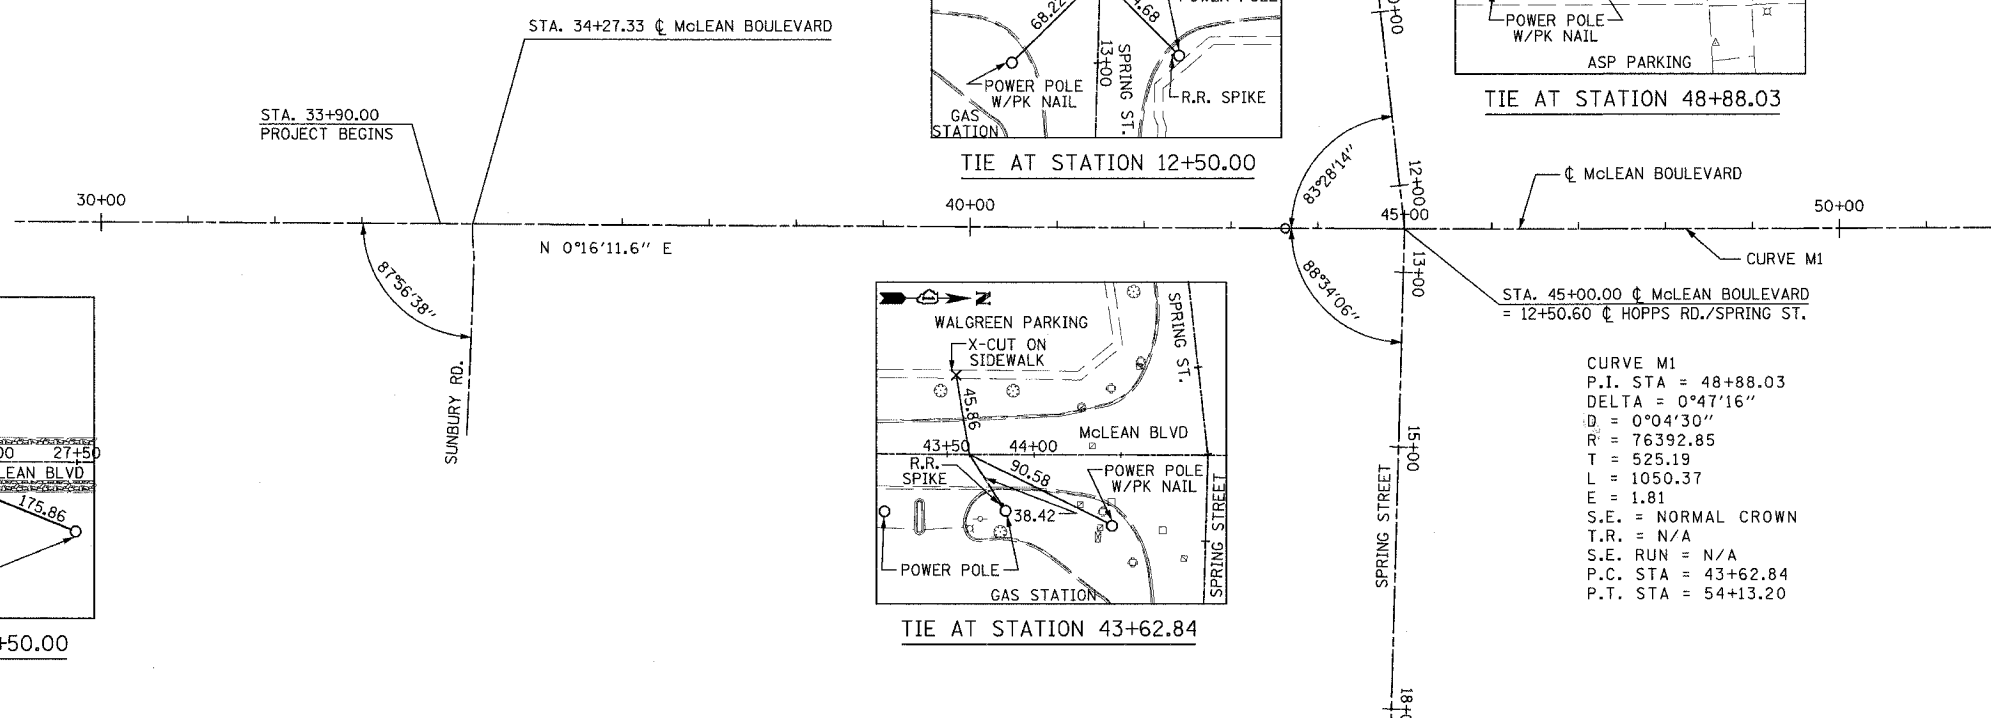 STA. 34+27.33 ℄ McLEAN BOULEVARD
STA. 33+90.00
PROJECT BEGINS
30+00
40+00
45+00
50+00
N 0°16'11.6" E
87°56'38"
SUNBURY RD.
68.22
4.68
13+00
SPRING ST.
POWER POLE
W/PK NAIL
R.R. SPIKE
GAS
STATION
TIE AT STATION 12+50.00
POWER POLE
W/PK NAIL
ASP PARKING
TIE AT STATION 48+88.03
83°28'14"
88°34'06"
12+00
13+00
15+00
SPRING STREET
℄ McLEAN BOULEVARD
CURVE M1
STA. 45+00.00 ℄ McLEAN BOULEVARD
= 12+50.60 ℄ HOPPS RD./SPRING ST.
CURVE M1
P.I. STA = 48+88.03
DELTA = 0°47'16"
D = 0°04'30"
R = 76392.85
T = 525.19
L = 1050.37
E = 1.81
S.E. = NORMAL CROWN
T.R. = N/A
S.E. RUN = N/A
P.C. STA = 43+62.84
P.T. STA = 54+13.20
N
WALGREEN PARKING
X-CUT ON
SIDEWALK
SPRING ST.
45.86
McLEAN BLVD
43+50
44+00
R.R.
SPIKE
90.58
POWER POLE
W/PK NAIL
38.42
POWER POLE
GAS STATION
SPRING STREET
TIE AT STATION 43+62.84
27+50
LEAN BLVD
175.86
+50.00